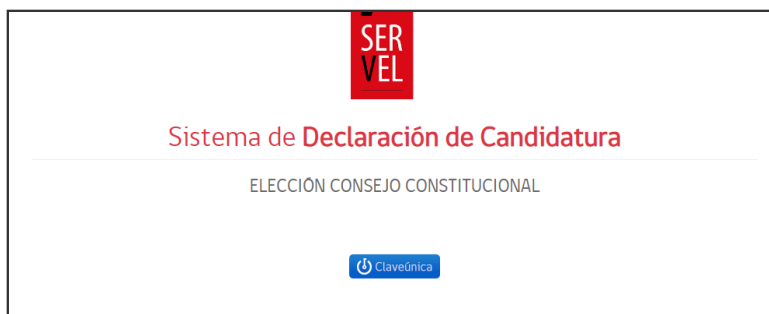 SER
VEL
Sistema de Declaración de Candidatura
ELECCIÓN CONSEJO CONSTITUCIONAL
Claveúnica